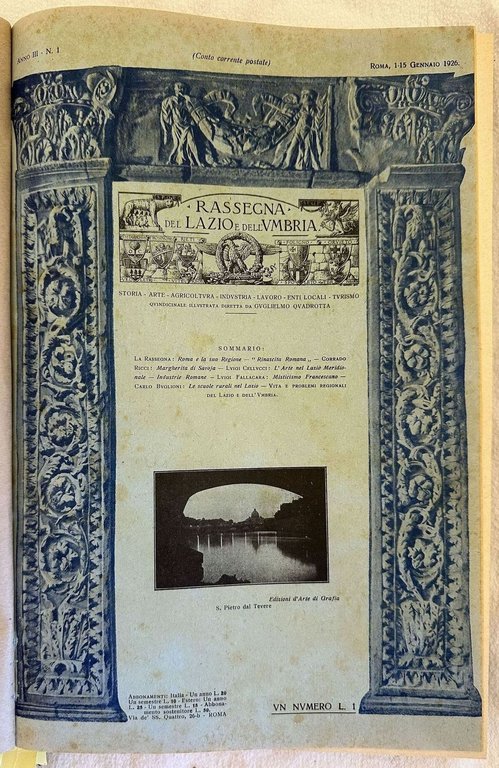 ANNO III - N. 1
(Conto corrente postale)
ROMA, 1-15 GENNAIO 1926.
RASSEGNA
DEL LAZIO E DELL'VMBRIA
STORIA - ARTE - AGRICOLTVRA - INDVSTRIA - LAVORO - ENTI LOCALI - TVRISMO
QVINDICINALE ILLVSTRATA DIRETTA DA GVGLIELMO QVADROTTA
SOMMARIO:
LA RASSEGNA: Roma e la sua Regione — " Rinascita Romana „ — CORRADO
RICCI: Margherita di Savoja — LVIGI CELLVCCI: L'Arte nel Lazio Meridio-
nale — Industrie Romane — LVIGI FALLACARA: Misticismo Francescano —
CARLO BVGLIONI: Le scuole rurali nel Lazio — VITA E PROBLEMI REGIONALI
DEL LAZIO E DELL'VMBRIA.
Edizioni d'Arte di Grafia
S. Pietro dal Tevere
ABBONAMENTI: Italia - Un anno L. 20
Un semestre L. 10 - Estero: Un anno
L. 25 - Un semestre L. 15 - Abbona-
mento sostenitore L. 50.
Via de' SS. Quattro, 26-b - ROMA
VN NVMERO L. 1